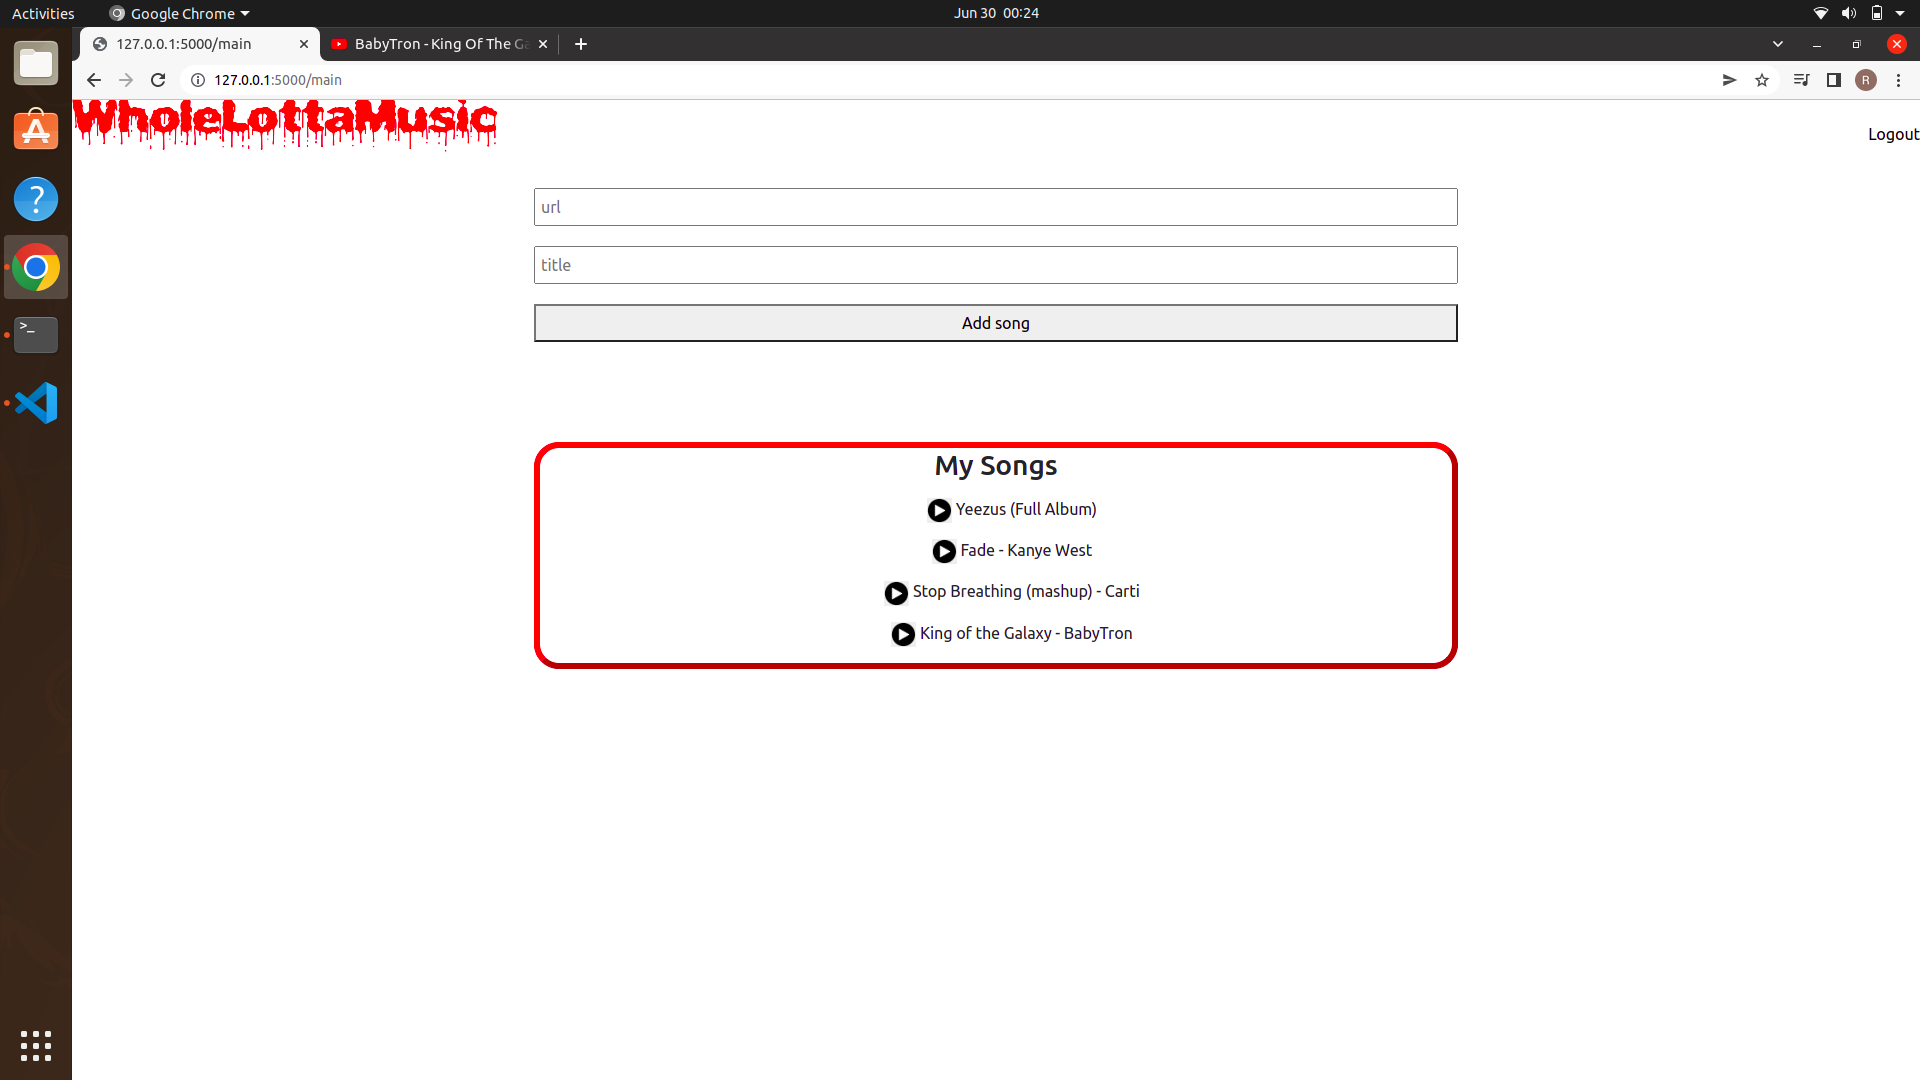 Activities
Google Chrome
Jun 30 00:24
127.0.0.1:5000/main
BabyTron - King Of The Ga
127.0.0.1:5000/main
R
WholeLottaMusic
Logout
url
title
Add song
My Songs
Yeezus (Full Album)
Fade - Kanye West
Stop Breathing (mashup) - Carti
King of the Galaxy - BabyTron